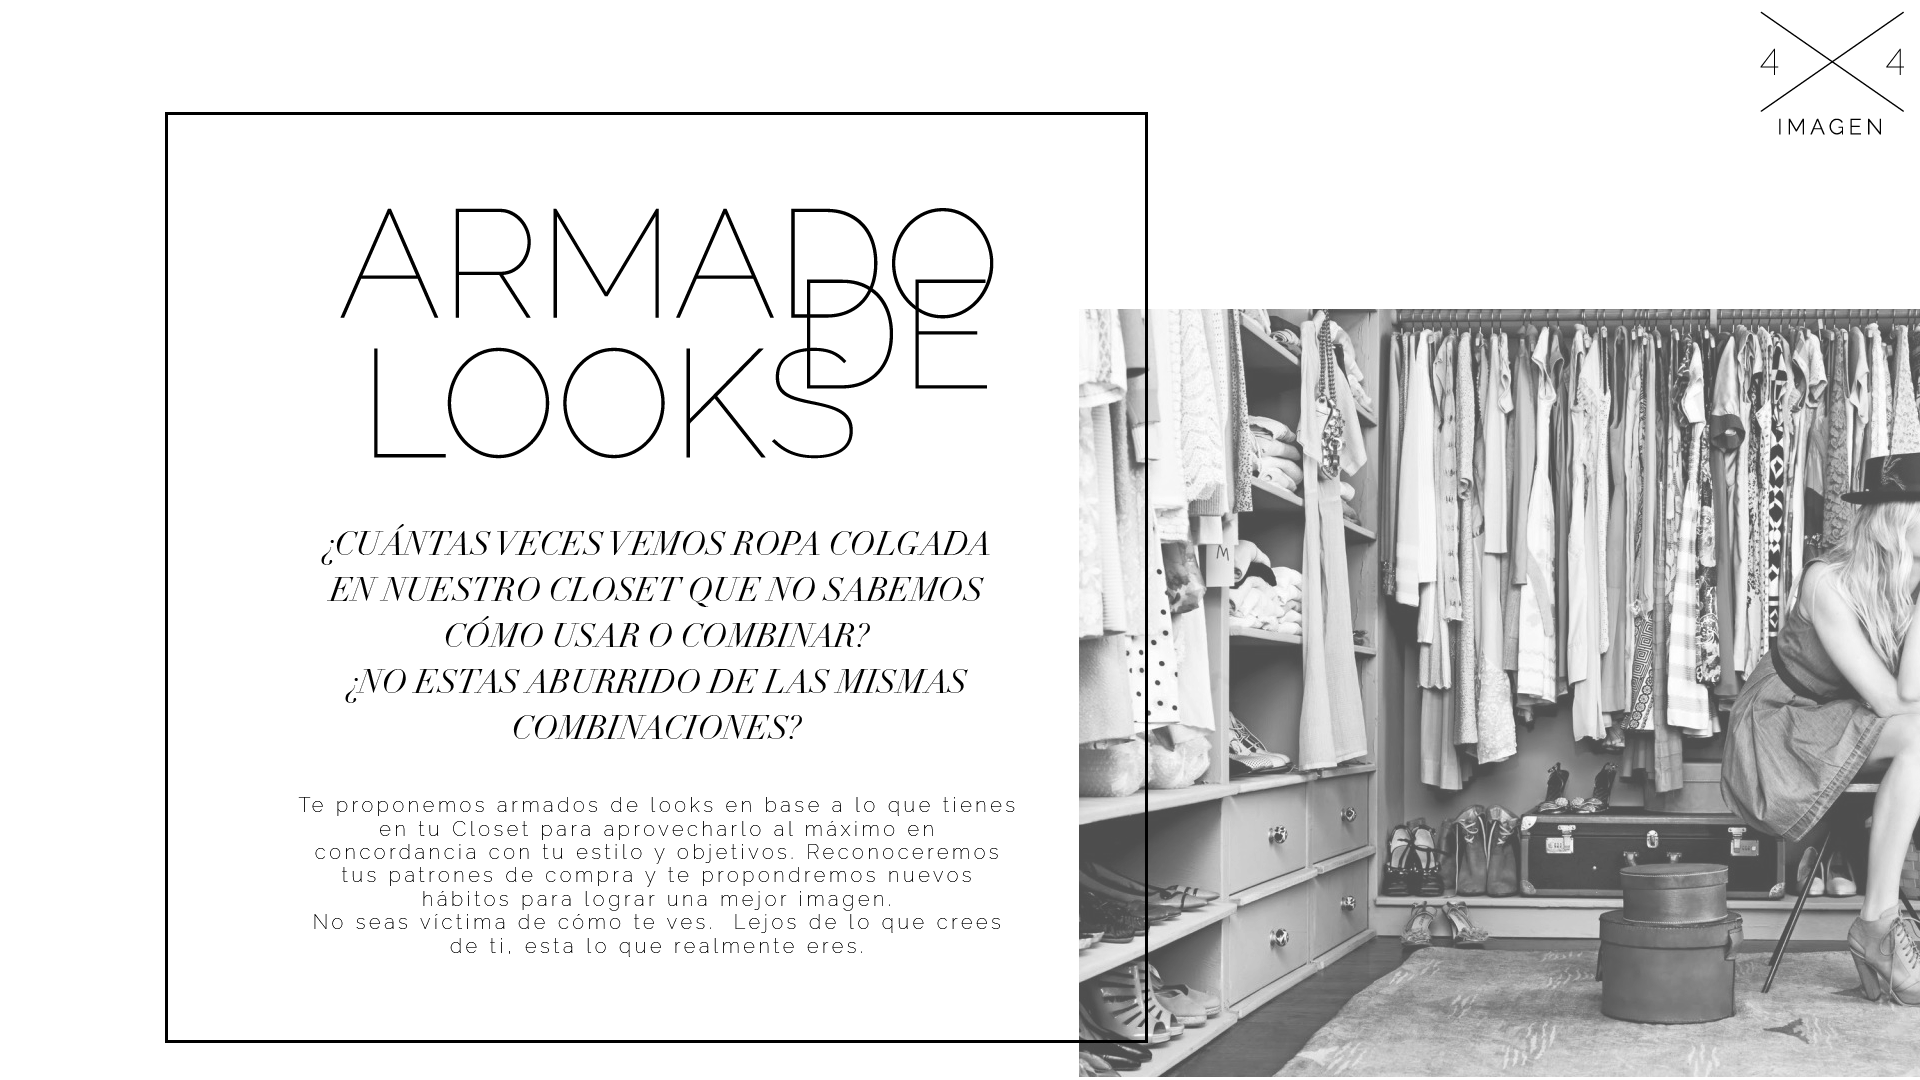 4 4
IMAGEN
ARMADO
DE
LOOKS
¿CUÁNTAS VECES VEMOS ROPA COLGADA
EN NUESTRO CLOSET QUE NO SABEMOS
CÓMO USAR O COMBINAR?
¿NO ESTAS ABURRIDO DE LAS MISMAS
COMBINACIONES?
Te proponemos armados de looks en base a lo que tienes
en tu Closet para aprovecharlo al máximo en
concordancia con tu estilo y objetivos. Reconoceremos
tus patrones de compra y te propondremos nuevos
hábitos para lograr una mejor imagen.
No seas víctima de cómo te ves.  Lejos de lo que crees
de ti, esta lo que realmente eres.
M